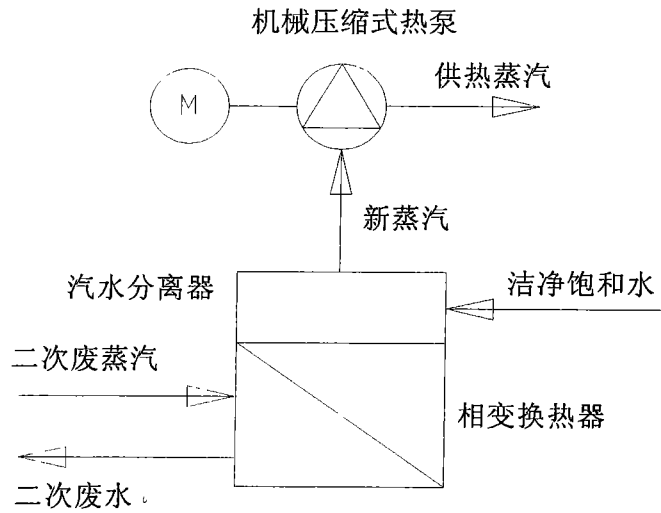 机械压缩式热泵
供热蒸汽
M
新蒸汽
汽水分离器
洁净饱和水
二次废蒸汽
相变换热器
二次废水